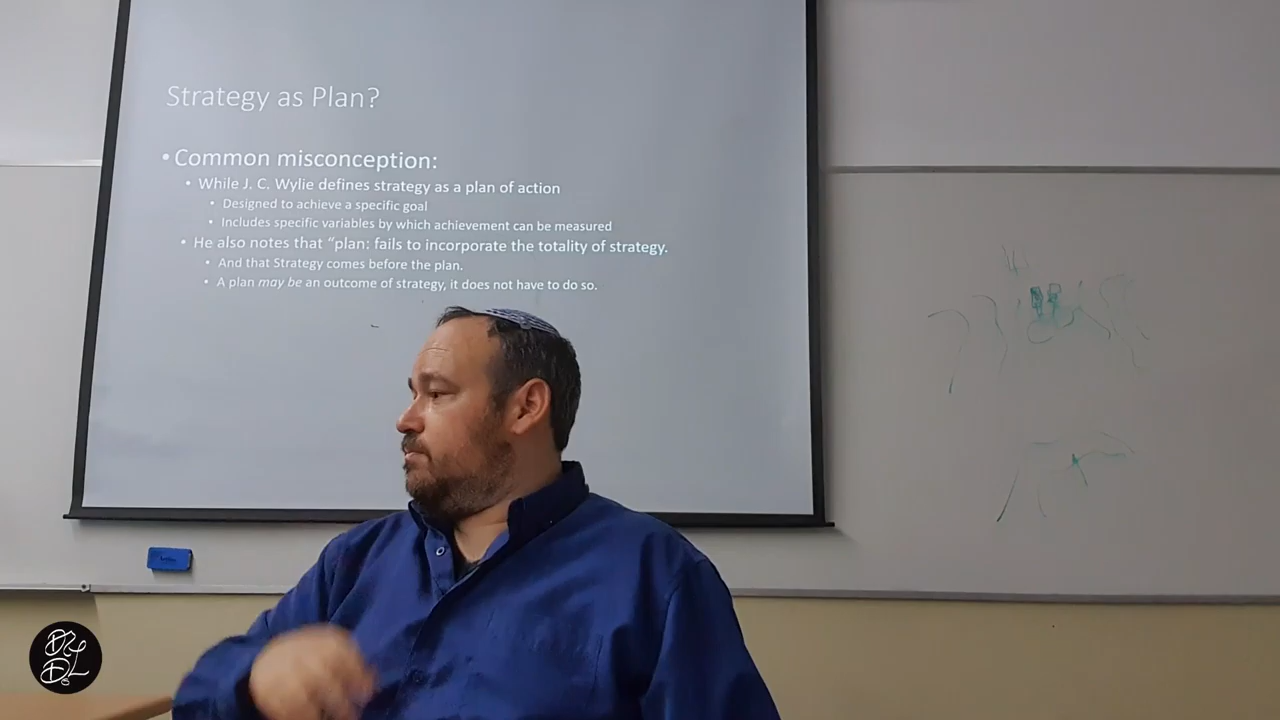 Strategy as Plan?
• Common misconception:
• While J. C. Wylie defines strategy as a plan of action
• Designed to achieve a specific goal
• Includes specific variables by which achievement can be measured
• He also notes that “plan: fails to incorporate the totality of strategy.
• And that Strategy comes before the plan.
• A plan may be an outcome of strategy, it does not have to do so.